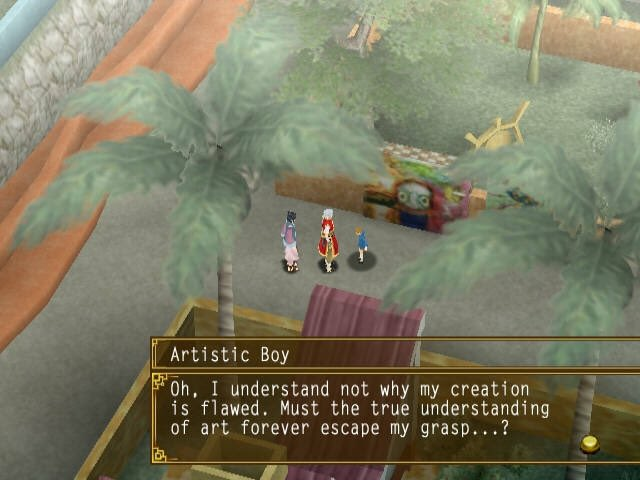 Artistic Boy
Oh, I understand not why my creation
is flawed. Must the true understanding
of art forever escape my grasp...?